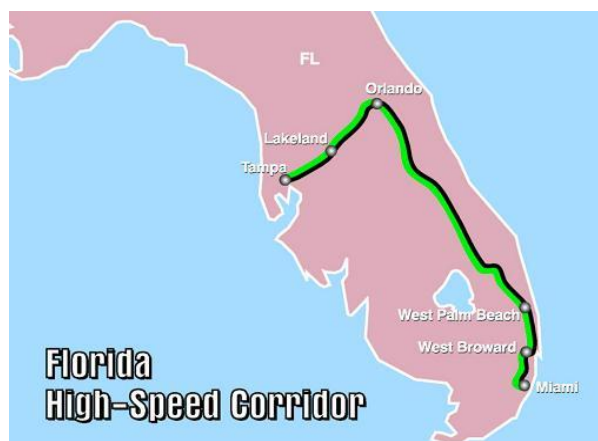 FL
Orlando
Lakeland
Tampa
West Palm Beach
West Broward
Miami
Florida
High-Speed Corridor